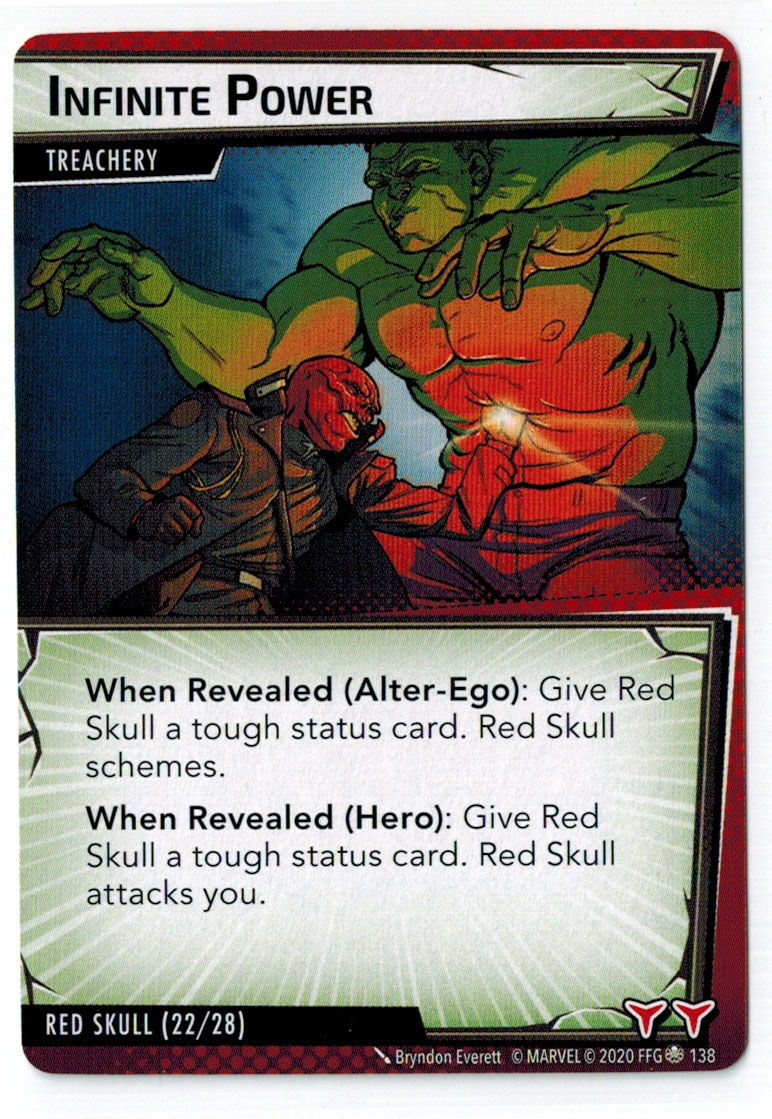 INFINITE POWER
TREACHERY
When Revealed (Alter-Ego): Give Red
Skull a tough status card. Red Skull
schemes.
When Revealed (Hero): Give Red
Skull a tough status card. Red Skull
attacks you.
RED SKULL (22/28)
Bryndon Everett © MARVEL © 2020 FFG 138